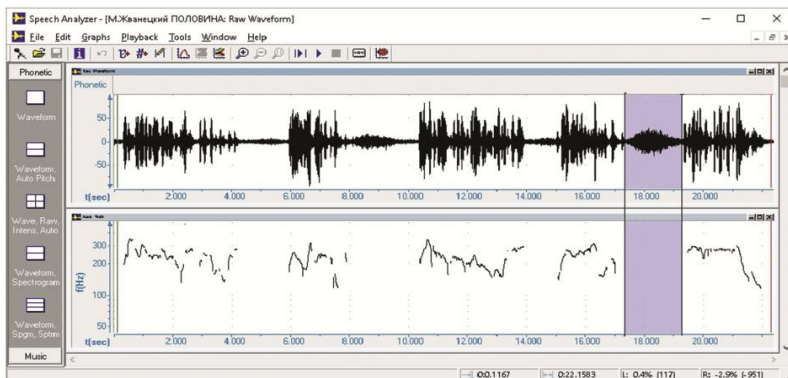 Speech Analyzer - [М.Жванецкий ПОЛОВИНА: Raw Waveform]
File Edit Graphs Playback Tools Window Help
Phonetic
Waveform
Waveform, Auto Pitch
Wave, Raw, Intens, Auto
Waveform, Spectrogram
Waveform, Spgm, Sptrm
Music
Raw Waveform
Phonetic
50
0
-50
t(sec) 2.000 4.000 6.000 8.000 10.000 12.000 14.000 16.000 18.000 20.000
300
200
100
50
f(Hz)
t(sec) 2.000 4.000 6.000 8.000 10.000 12.000 14.000 16.000 18.000 20.000
0:0.1167 0:22.1583 L: 0.4% (117) R: -2.9% (-951)